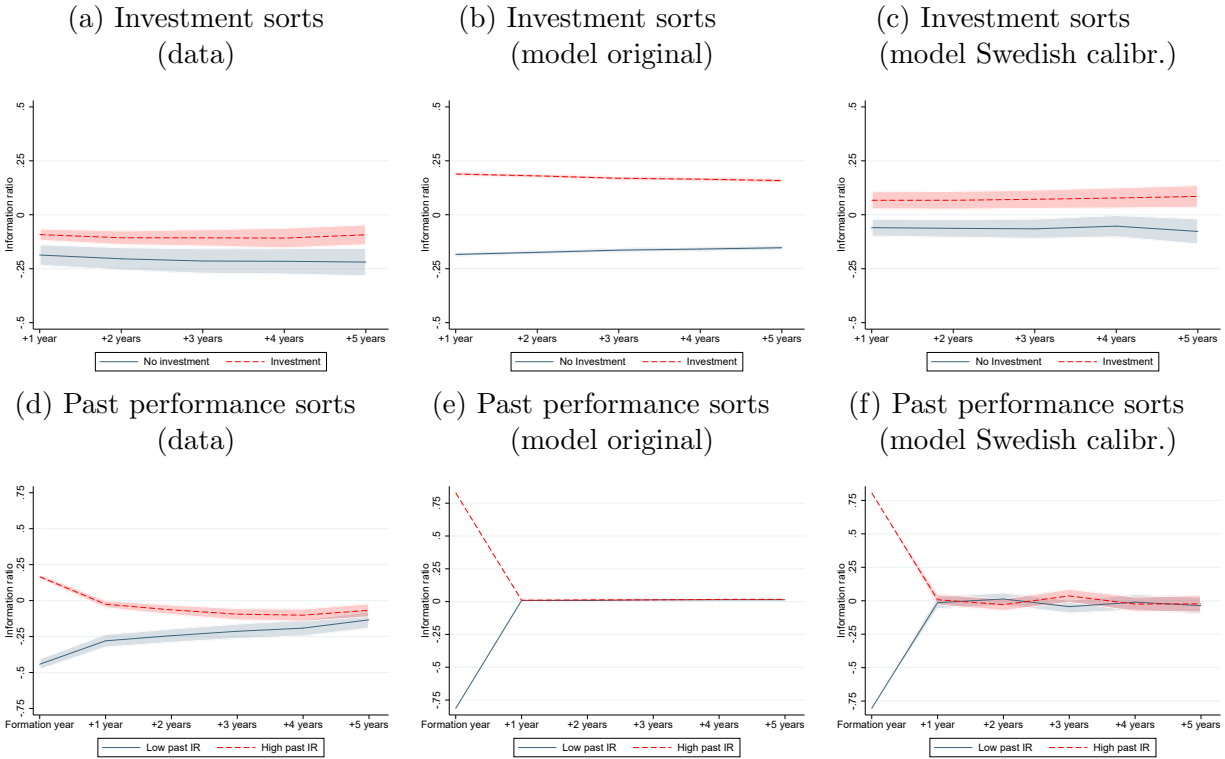 (a) Investment sorts
(data)
(b) Investment sorts
(model original)
(c) Investment sorts
(model Swedish calibr.)
Information ratio
.5
.25
0
-.25
-.5
+1 year
+2 years
+3 years
+4 years
+5 years
No investment
Investment
Information ratio
.5
.25
0
-.25
-.5
+1 year
+2 years
+3 years
+4 years
+5 years
No Investment
Investment
Information ratio
.5
.25
0
-.25
-.5
+1 year
+2 years
+3 years
+4 years
+5 years
No Investment
Investment
(d) Past performance sorts
(data)
(e) Past performance sorts
(model original)
(f) Past performance sorts
(model Swedish calibr.)
Information ratio
.75
.5
.25
0
-.25
-.5
-.75
Formation year
+1 year
+2 years
+3 years
+4 years
+5 years
Low past IR
High past IR
Information ratio
.75
.5
.25
0
-.25
-.5
-.75
Formation year
+1 year
+2 years
+3 years
+4 years
+5 years
Low past IR
High past IR
Information ratio
.75
.5
.25
0
-.25
-.5
-.75
Formation year
+1 year
+2 years
+3 years
+4 years
+5 years
Low past IR
High past IR